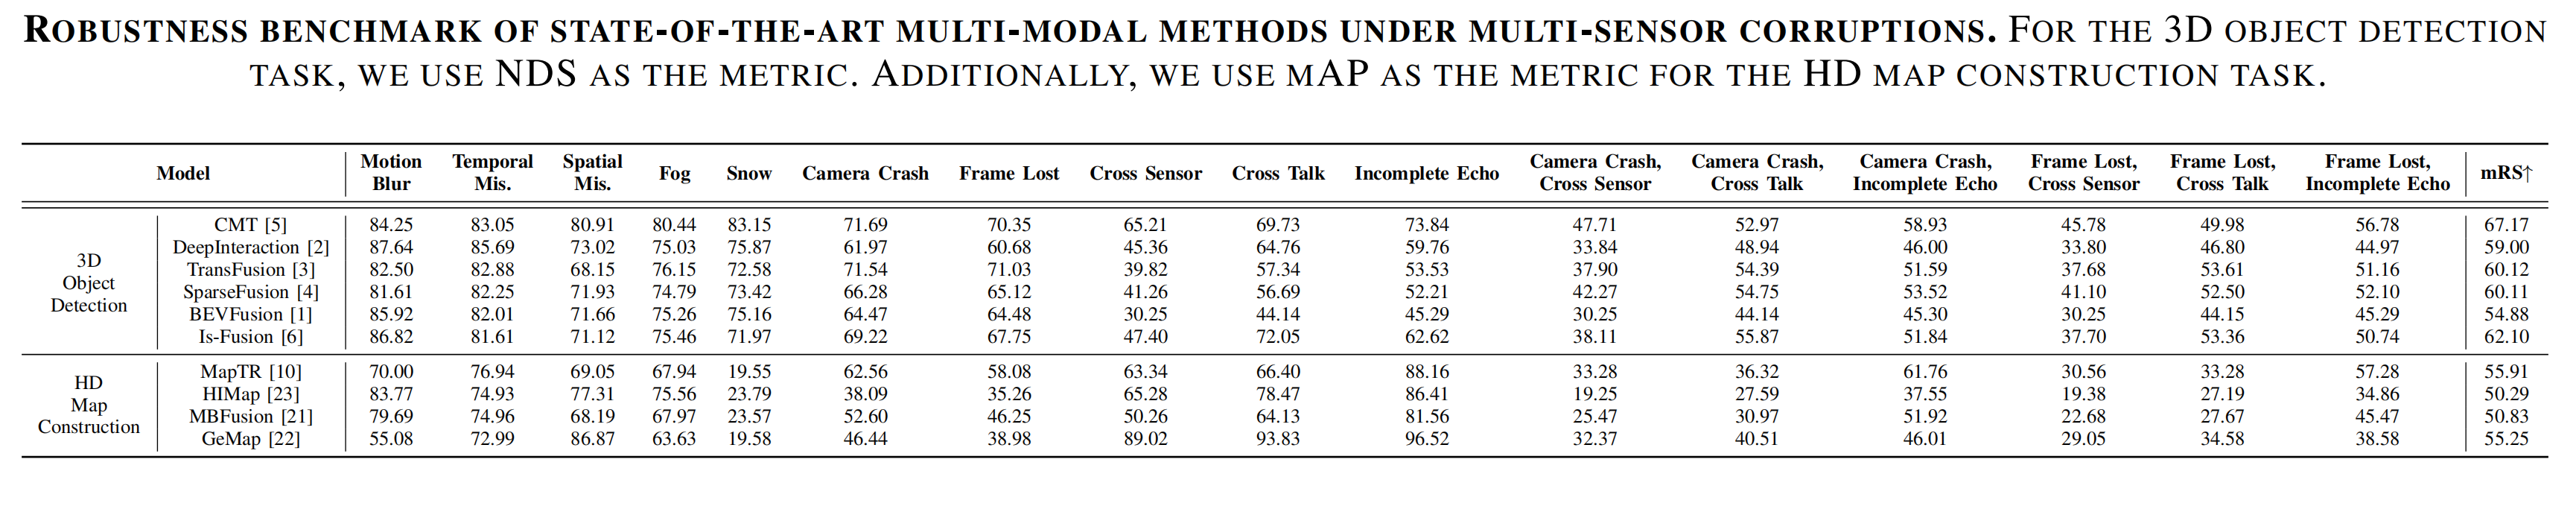 ROBUSTNESS BENCHMARK OF STATE-OF-THE-ART MULTI-MODAL METHODS UNDER MULTI-SENSOR CORRUPTIONS. FOR THE 3D OBJECT DETECTION
TASK, WE USE NDS AS THE METRIC. ADDITIONALLY, WE USE MAP AS THE METRIC FOR THE HD MAP CONSTRUCTION TASK.
Model Motion Blur Temporal Mis. Spatial Mis. Fog Snow Camera Crash Frame Lost Cross Sensor Cross Talk Incomplete Echo Camera Crash, Cross Sensor Camera Crash, Cross Talk Camera Crash, Incomplete Echo Frame Lost, Cross Sensor Frame Lost, Cross Talk Frame Lost, Incomplete Echo mRS↑
3D Object Detection
CMT [5] 84.25 83.05 80.91 80.44 83.15 71.69 70.35 65.21 69.73 73.84 47.71 52.97 58.93 45.78 49.98 56.78 67.17
DeepInteraction [2] 87.64 85.69 73.02 75.03 75.87 61.97 60.68 45.36 64.76 59.76 33.84 48.94 46.00 33.80 46.80 44.97 59.00
TransFusion [3] 82.50 82.88 68.15 76.15 72.58 71.54 71.03 39.82 57.34 53.53 37.90 54.39 51.59 37.68 53.61 51.16 60.12
SparseFusion [4] 81.61 82.25 71.93 74.79 73.42 66.28 65.12 41.26 56.69 52.21 42.27 54.75 53.52 41.10 52.50 52.10 60.11
BEVFusion [1] 85.92 82.01 71.66 75.26 75.16 64.47 64.48 30.25 44.14 45.29 30.25 44.14 45.30 30.25 44.15 45.29 54.88
Is-Fusion [6] 86.82 81.61 71.12 75.46 71.97 69.22 67.75 47.40 72.05 62.62 38.11 55.87 51.84 37.70 53.36 50.74 62.10
HD Map Construction
MapTR [10] 70.00 76.94 69.05 67.94 19.55 62.56 58.08 63.34 66.40 88.16 33.28 36.32 61.76 30.56 33.28 57.28 55.91
HIMap [23] 83.77 74.93 77.31 75.56 23.79 38.09 35.26 65.28 78.47 86.41 19.25 27.59 37.55 19.38 27.19 34.86 50.29
MBFusion [21] 79.69 74.96 68.19 67.97 23.57 52.60 46.25 50.26 64.13 81.56 25.47 30.97 51.92 22.68 27.67 45.47 50.83
GeMap [22] 55.08 72.99 86.87 63.63 19.58 46.44 38.98 89.02 93.83 96.52 32.37 40.51 46.01 29.05 34.58 38.58 55.25